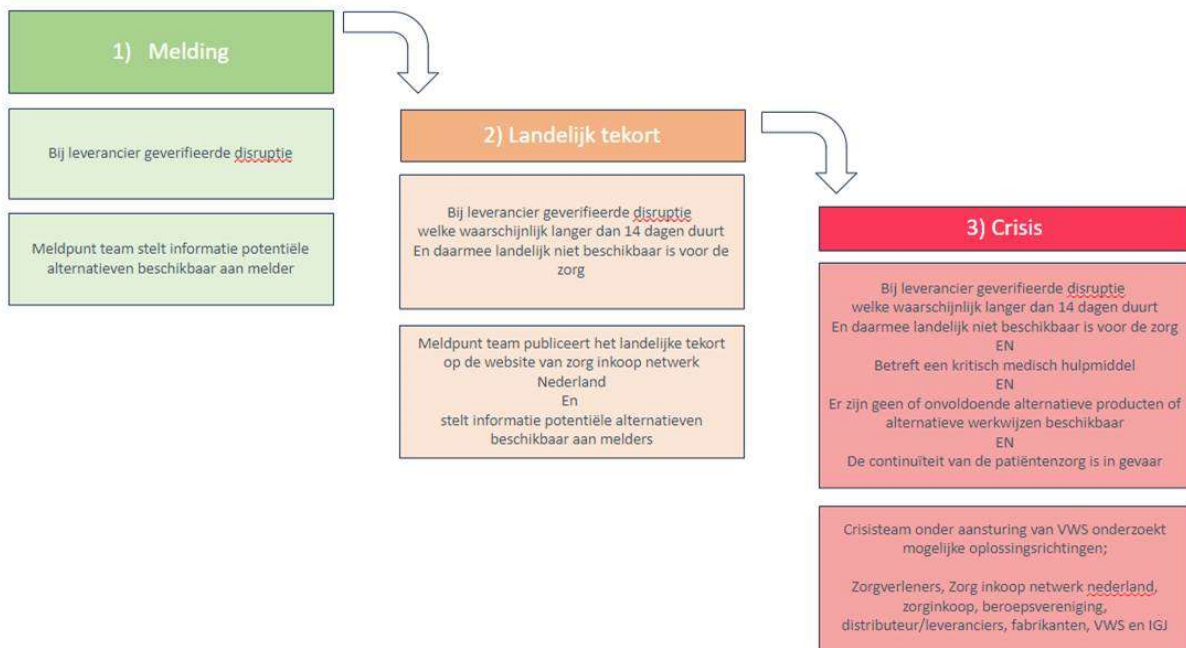 1) Melding
Bij leverancier geverifieerde disruptie
Meldpunt team stelt informatie potentiële
alternatieven beschikbaar aan melder
2) Landelijk tekort
Bij leverancier geverifieerde disruptie
welke waarschijnlijk langer dan 14 dagen duurt
En daarmee landelijk niet beschikbaar is voor de
zorg
Meldpunt team publiceert het landelijke tekort
op de website van zorg inkoop netwerk
Nederland
En
stelt informatie potentiële alternatieven
beschikbaar aan melders
3) Crisis
Bij leverancier geverifieerde disruptie
welke waarschijnlijk langer dan 14 dagen duurt
En daarmee landelijk niet beschikbaar is voor de zorg
EN
Betreft een kritisch medisch hulpmiddel
EN
Er zijn geen of onvoldoende alternatieve producten of
alternatieve werkwijzen beschikbaar
EN
De continuïteit van de patiëntenzorg is in gevaar
Crisisteam onder aansturing van VWS onderzoekt
mogelijke oplossingsrichtingen;
Zorgverleners, Zorg inkoop netwerk nederland,
zorginkoop, beroepsvereniging,
distributeur/leveranciers, fabrikanten, VWS en IGJ